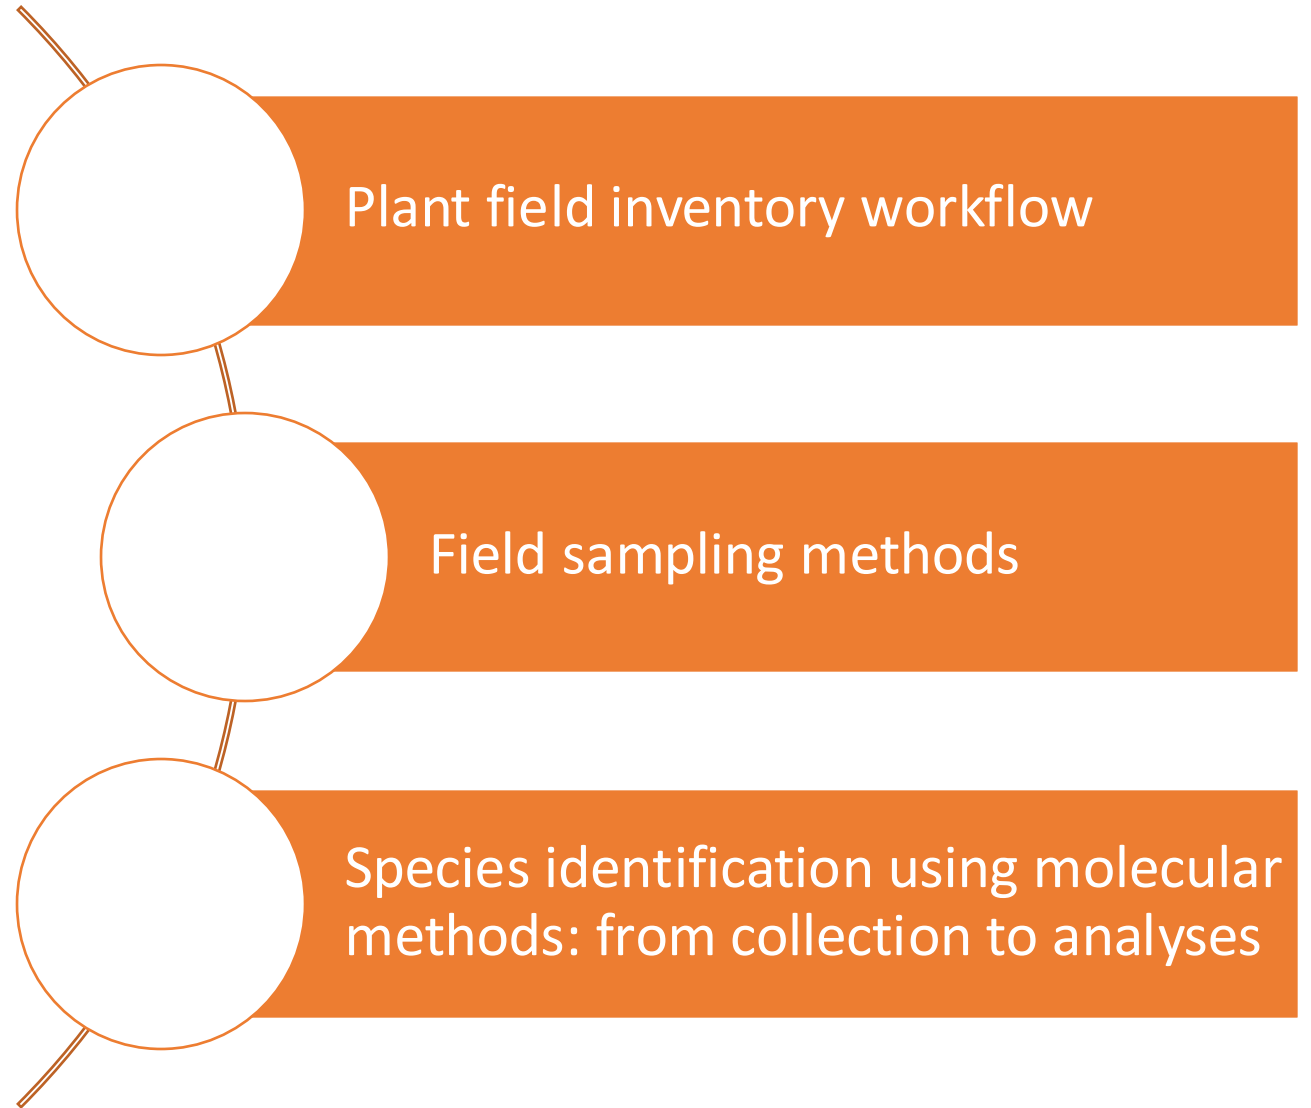 Plant field inventory workflow
Field sampling methods
Species identification using molecular
methods: from collection to analyses